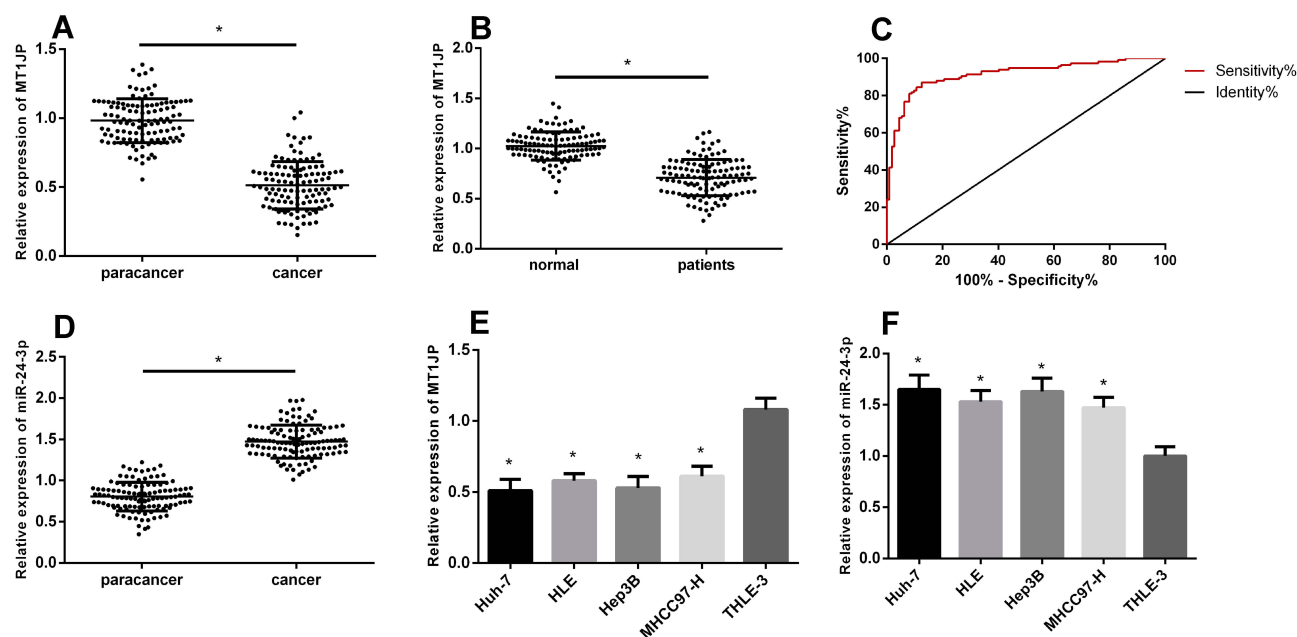 A
Relative expression of MT1JP
1.5
1.0
0.5
0.0
*
paracancer
cancer
B
Relative expression of MT1JP
2.0
1.5
1.0
0.5
0.0
*
normal
patients
C
Sensitivity%
100
80
60
40
20
0
0
20
40
60
80
100
100% - Specificity%
Sensitivity%
Identity%
D
Relative expression of miR-24-3p
2.5
2.0
1.5
1.0
0.5
0.0
*
paracancer
cancer
E
Relative expression of MT1JP
1.5
1.0
0.5
0.0
*
*
*
*
Huh-7
HLE
Hep3B
MHCC97-H
THLE-3
F
Relative expression of miR-24-3p
2.0
1.5
1.0
0.5
0.0
*
*
*
*
Huh-7
HLE
Hep3B
MHCC97-H
THLE-3